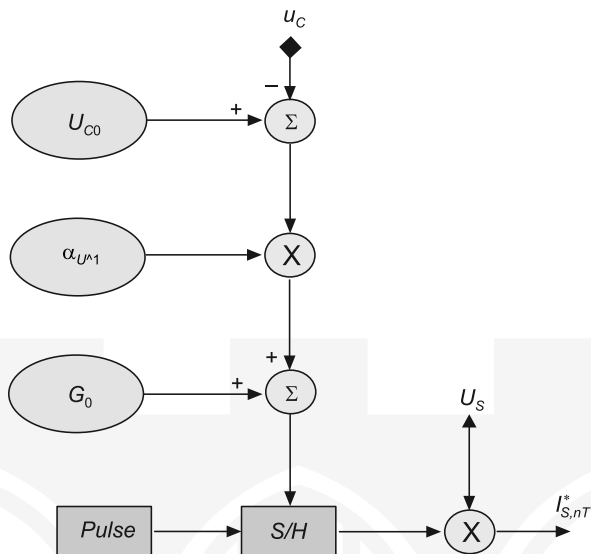 u_C
−
U_C0
+
Σ
α_U^1
X
+
G_0
+
Σ
U_S
Pulse
S/H
X
I*_S,nT